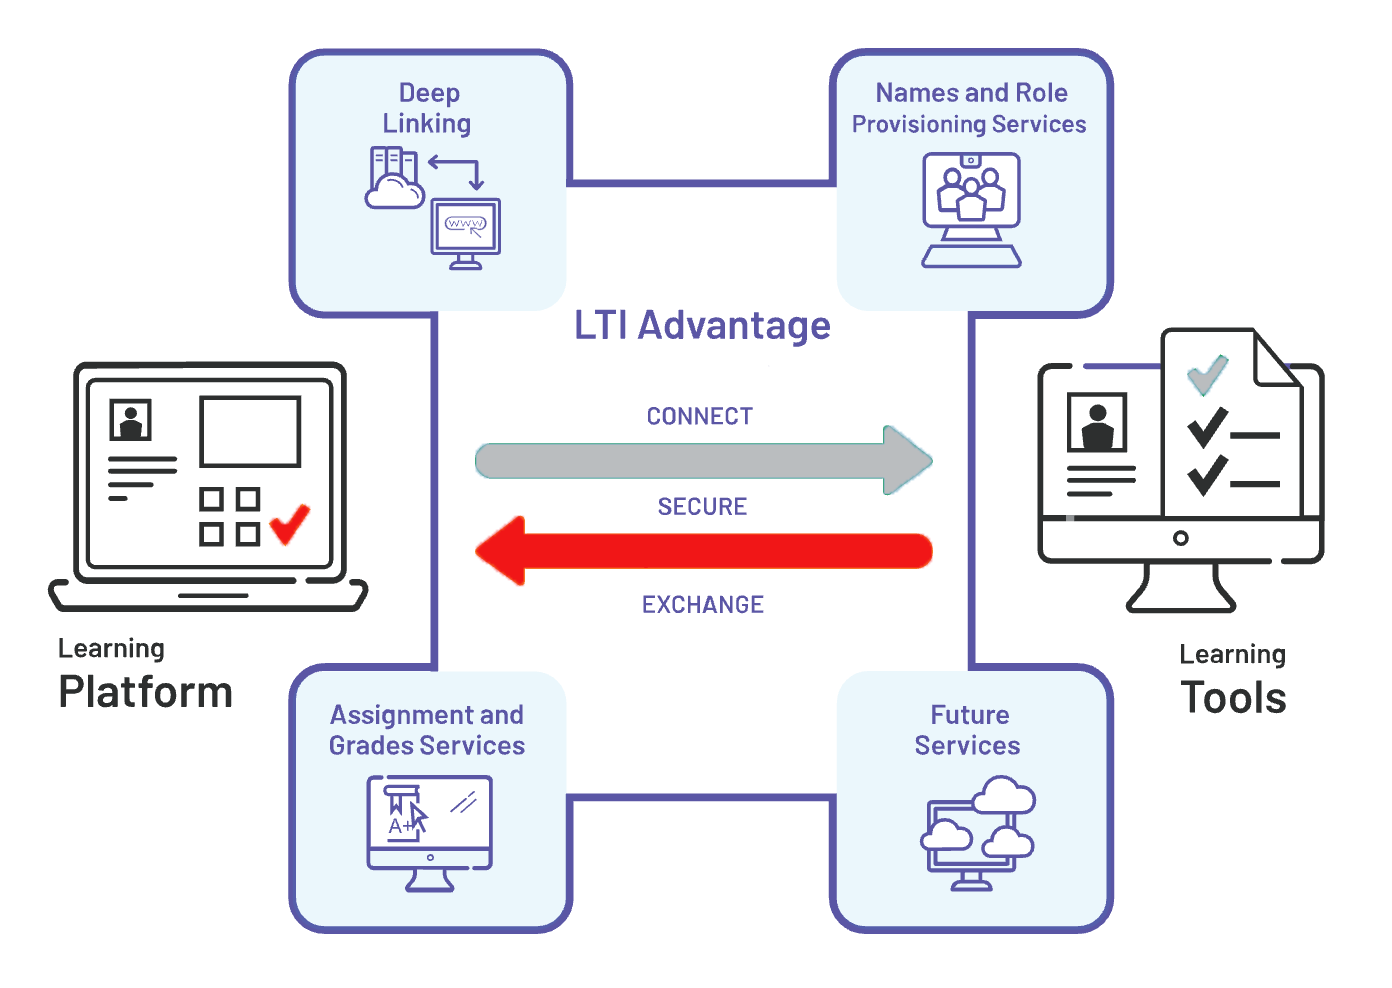 Deep
Linking
WWW
Names and Role
Provisioning Services
LTI Advantage
CONNECT
SECURE
EXCHANGE
Learning
Platform
Learning
Tools
Assignment and
Grades Services
A+
Future
Services